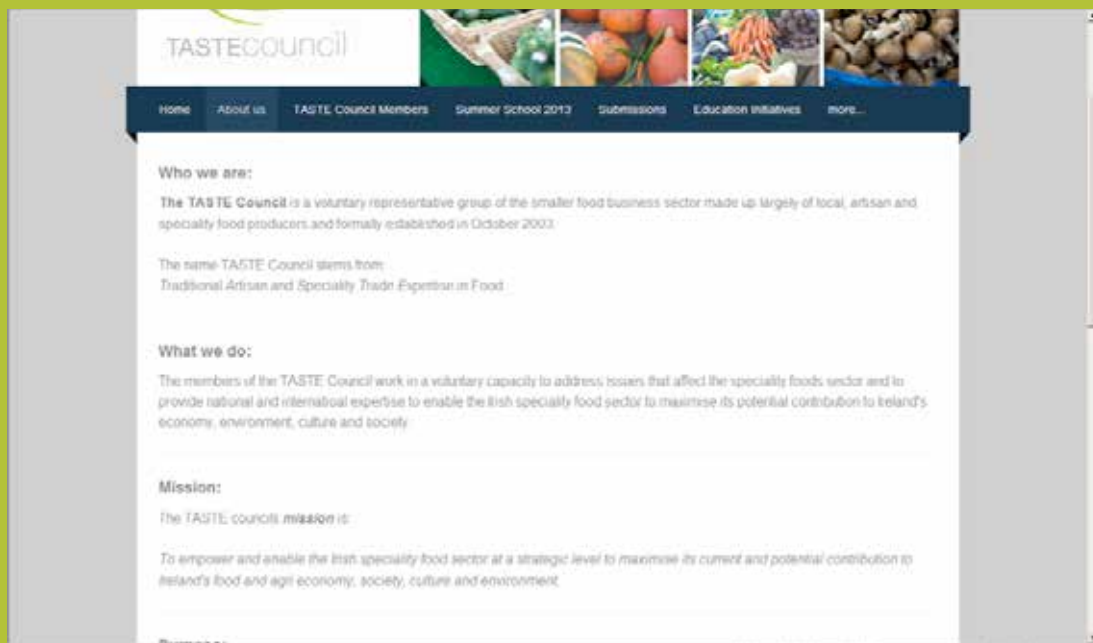 TASTECOUNCIL
Home About us TASTE Council Members Summer School 2013 Submissions Education Initiatives more...
Who we are:
The TASTE Council is a voluntary representative group of the smaller food business sector made up largely of local, artisan and
speciality food producers and formally established in October 2003.
The name TASTE Council stems from:
Traditional Artisan and Speciality Trade Expertise in Food
What we do:
The members of the TASTE Council work in a voluntary capacity to address issues that affect the speciality foods sector and to
provide national and internatioal expertise to enable the Irish speciality food sector to maximise its potential contribution to Ireland's
economy, environment, culture and society.
Mission:
The TASTE councils mission is:
To empower and enable the Irish speciality food sector at a strategic level to maximise its current and potential contribution to
Ireland's food and agri economy, society, culture and environment.